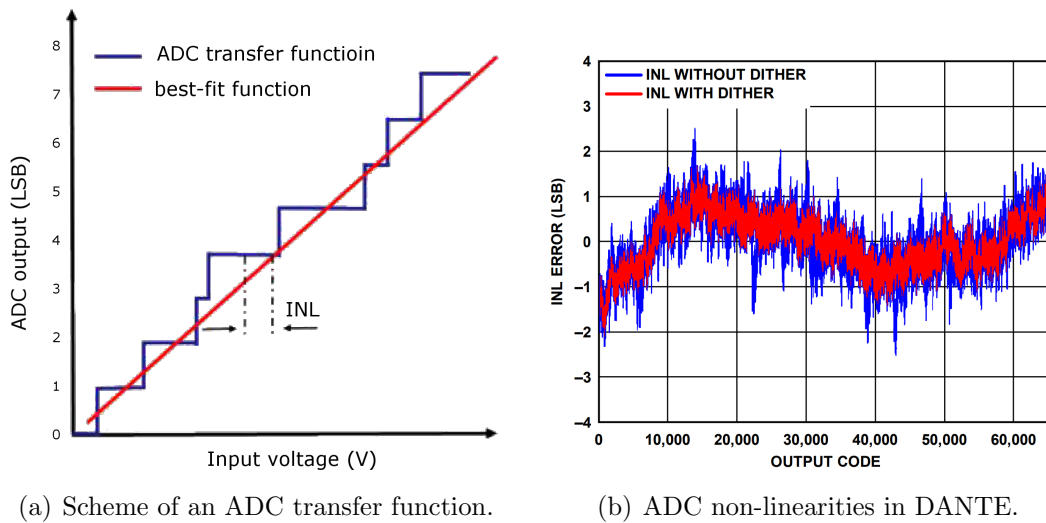 ADC transfer functioin
best-fit function
8
7
6
5
4
3
2
1
0
ADC output (LSB)
INL
Input voltage (V)
(a) Scheme of an ADC transfer function.
INL WITHOUT DITHER
INL WITH DITHER
4
3
2
1
0
–1
–2
–3
–4
INL ERROR (LSB)
0 10,000 20,000 30,000 40,000 50,000 60,000
OUTPUT CODE
(b) ADC non-linearities in DANTE.